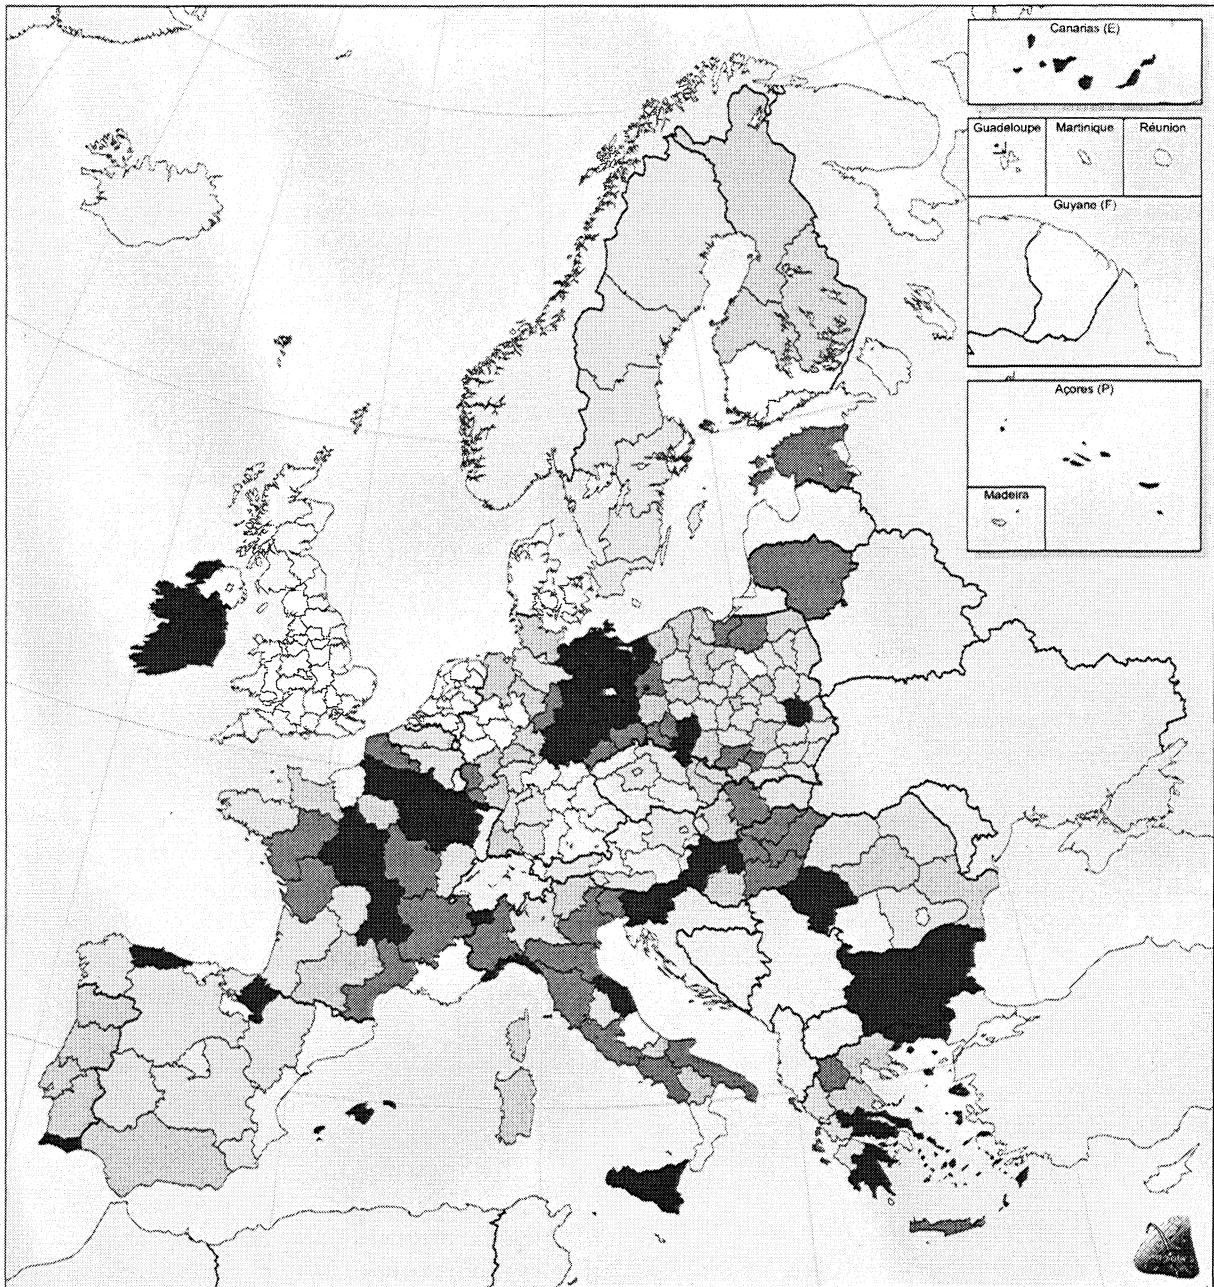 Canarias (E)
Guadeloupe
Martinique
Réunion
Guyane (F)
Açores (P)
Madeira